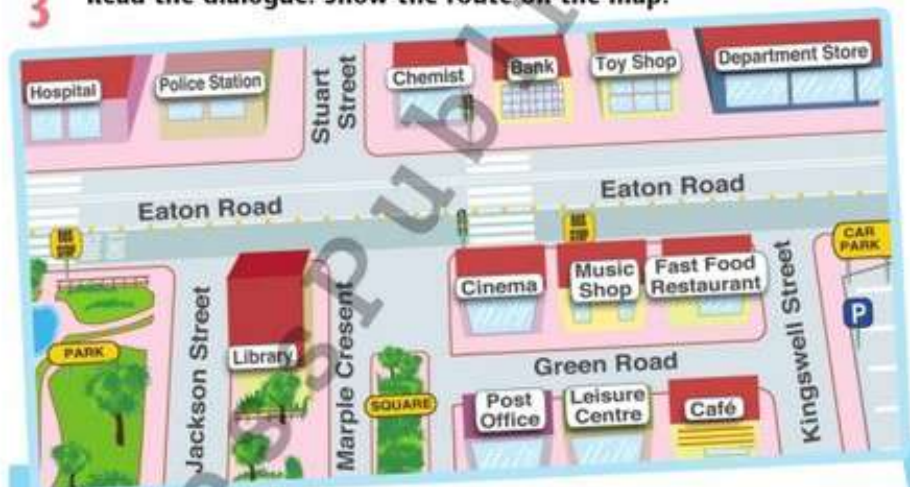 3 Read the dialogue. Show the route on the map.
Hospital
Police Station
Stuart
Street
Chemist
Bank
Toy Shop
Department Store
Eaton Road
Eaton Road
BUS
STOP
BUS
STOP
CAR
PARK
P
PARK
Jackson Street
Library
Marple Cresent
SQUARE
Cinema
Music
Shop
Fast Food
Restaurant
Green Road
Kingswell Street
Post
Office
Leisure
Centre
Café